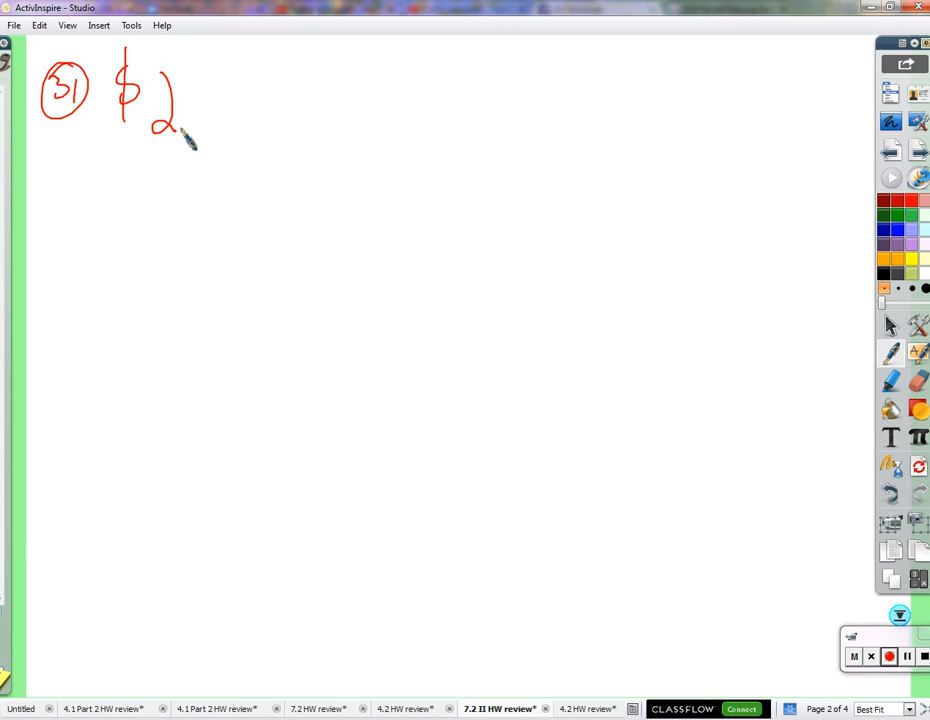 ActivInspire - Studio
File Edit View Insert Tools Help
31 $ 2
M
Untitled 4.1 Part 2 HW review* 4.1 Part 2 HW review* 7.2 HW review* 4.2 HW review* 7.2 II HW review* 4.2 HW review* CLASSFLOW Connect Page 2 of 4 Best Fit